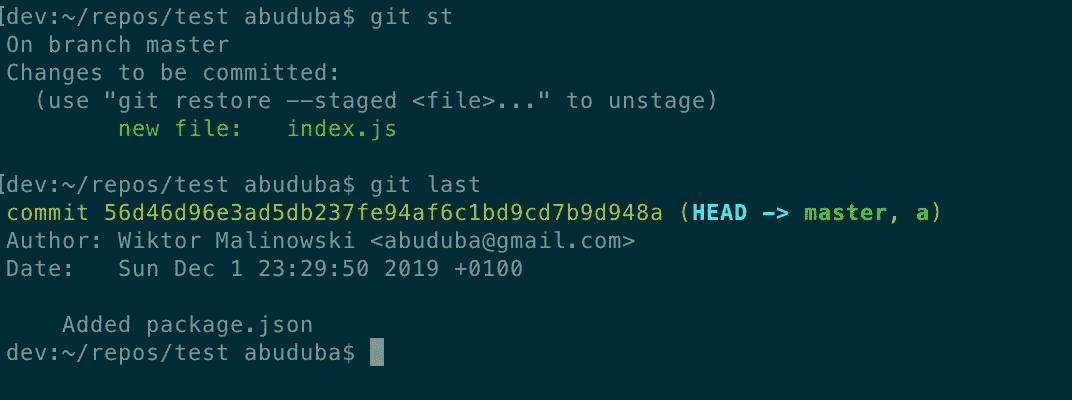 [dev:~/repos/test abuduba$ git st
On branch master
Changes to be committed:
  (use "git restore --staged <file>..." to unstage)
        new file:   index.js

[dev:~/repos/test abuduba$ git last
commit 56d46d96e3ad5db237fe94af6c1bd9cd7b9d948a (HEAD -> master, a)
Author: Wiktor Malinowski <abuduba@gmail.com>
Date:   Sun Dec 1 23:29:50 2019 +0100

    Added package.json
dev:~/repos/test abuduba$